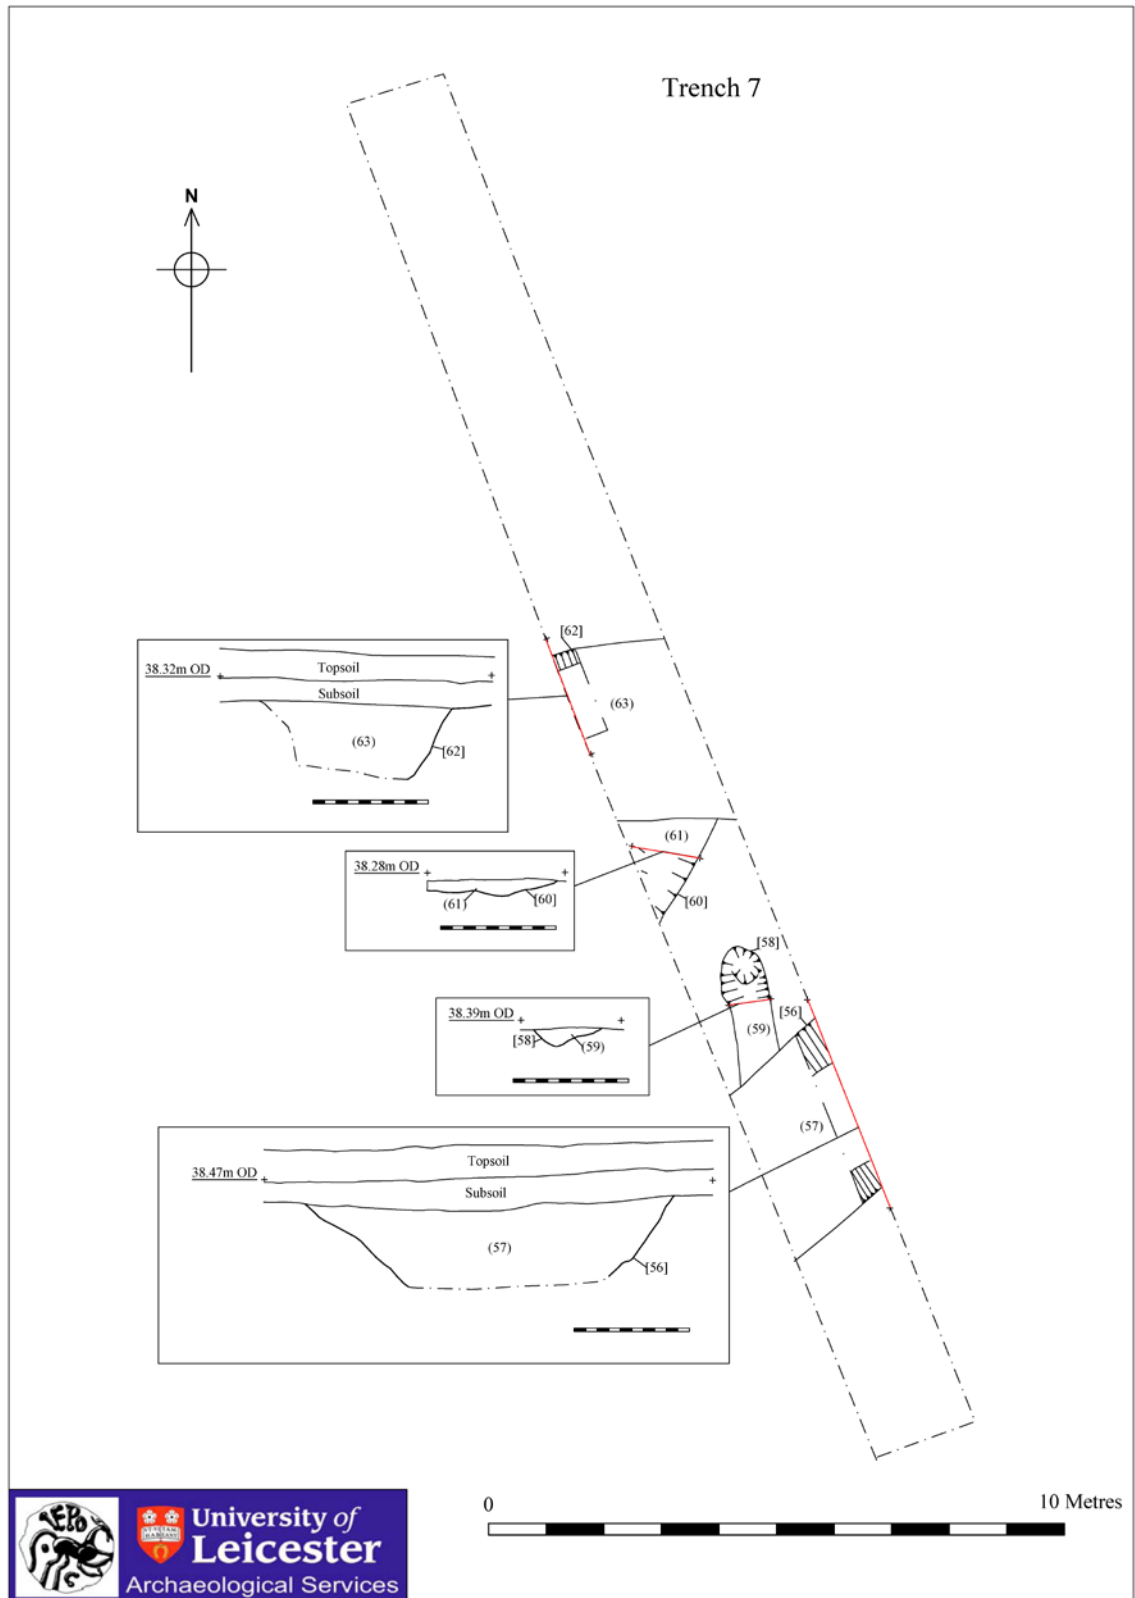 Trench 7
N
[62]
(63)
38.32m OD
Topsoil
Subsoil
(63)
[62]
(61)
[60]
38.28m OD
(61)
[60]
[58]
[56]
(59)
38.39m OD
[58]
(59)
(57)
38.47m OD
Topsoil
Subsoil
(57)
[56]
0
10 Metres
University of
Leicester
Archaeological Services